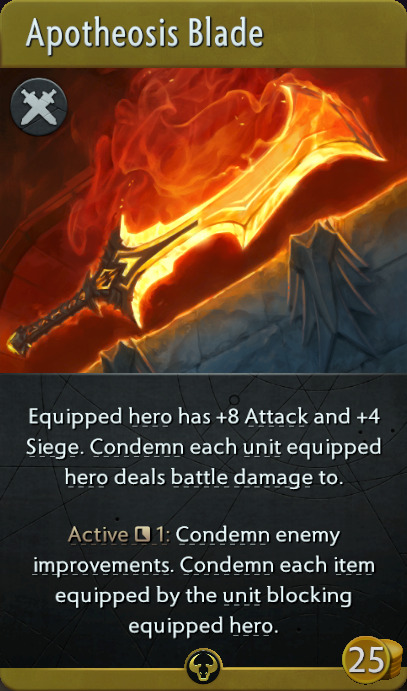 Apotheosis Blade
Equipped hero has +8 Attack and +4
Siege. Condemn each unit equipped
hero deals battle damage to.
Active 1: Condemn enemy
improvements. Condemn each item
equipped by the unit blocking
equipped hero.
25